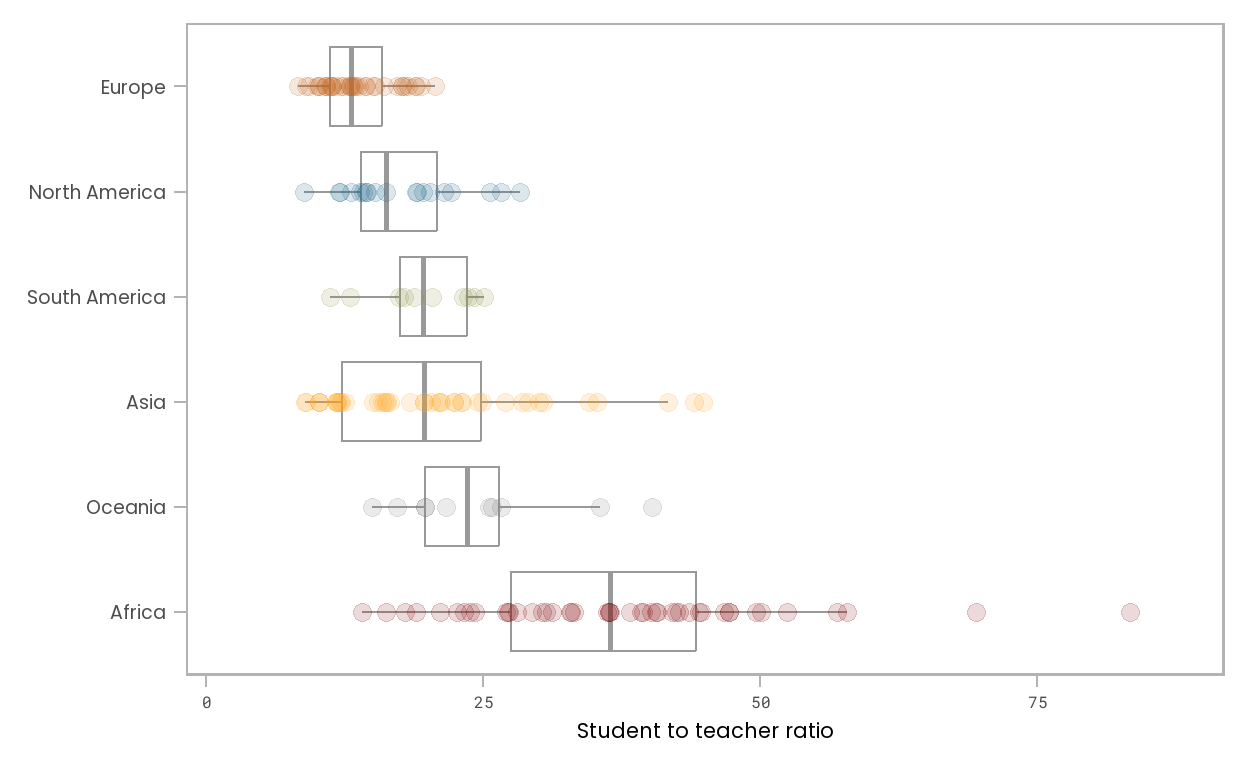 Europe
North America
South America
Asia
Oceania
Africa
0 25 50 75
Student to teacher ratio